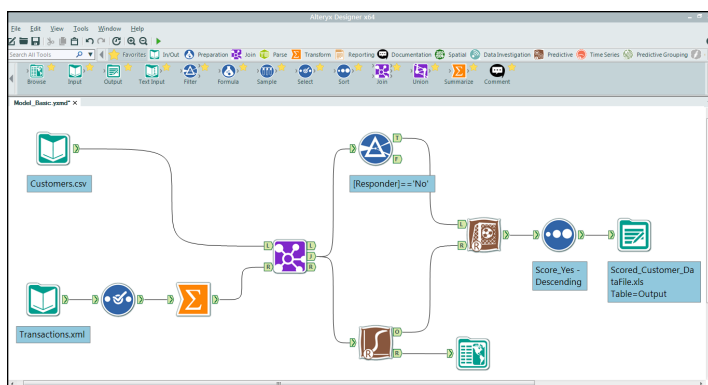 Alteryx Designer x64
File Edit View Tools Window Help
Search All Tools Favorites In/Out Preparation Join Parse Transform Reporting Documentation Spatial Data Investigation Predictive Time Series Predictive Grouping
Browse Input Output Text Input Filter Formula Sample Select Sort Join Union Summarize Comment
Model_Basic.yxmd* X
T
F
Customers.csv
[Responder]=='No'
L
R
L
J
R
L
R
R
Score_Yes -
Descending
Scored_Customer_Da
taFile.xls
Table=Output
Transactions.xml
R
O
R